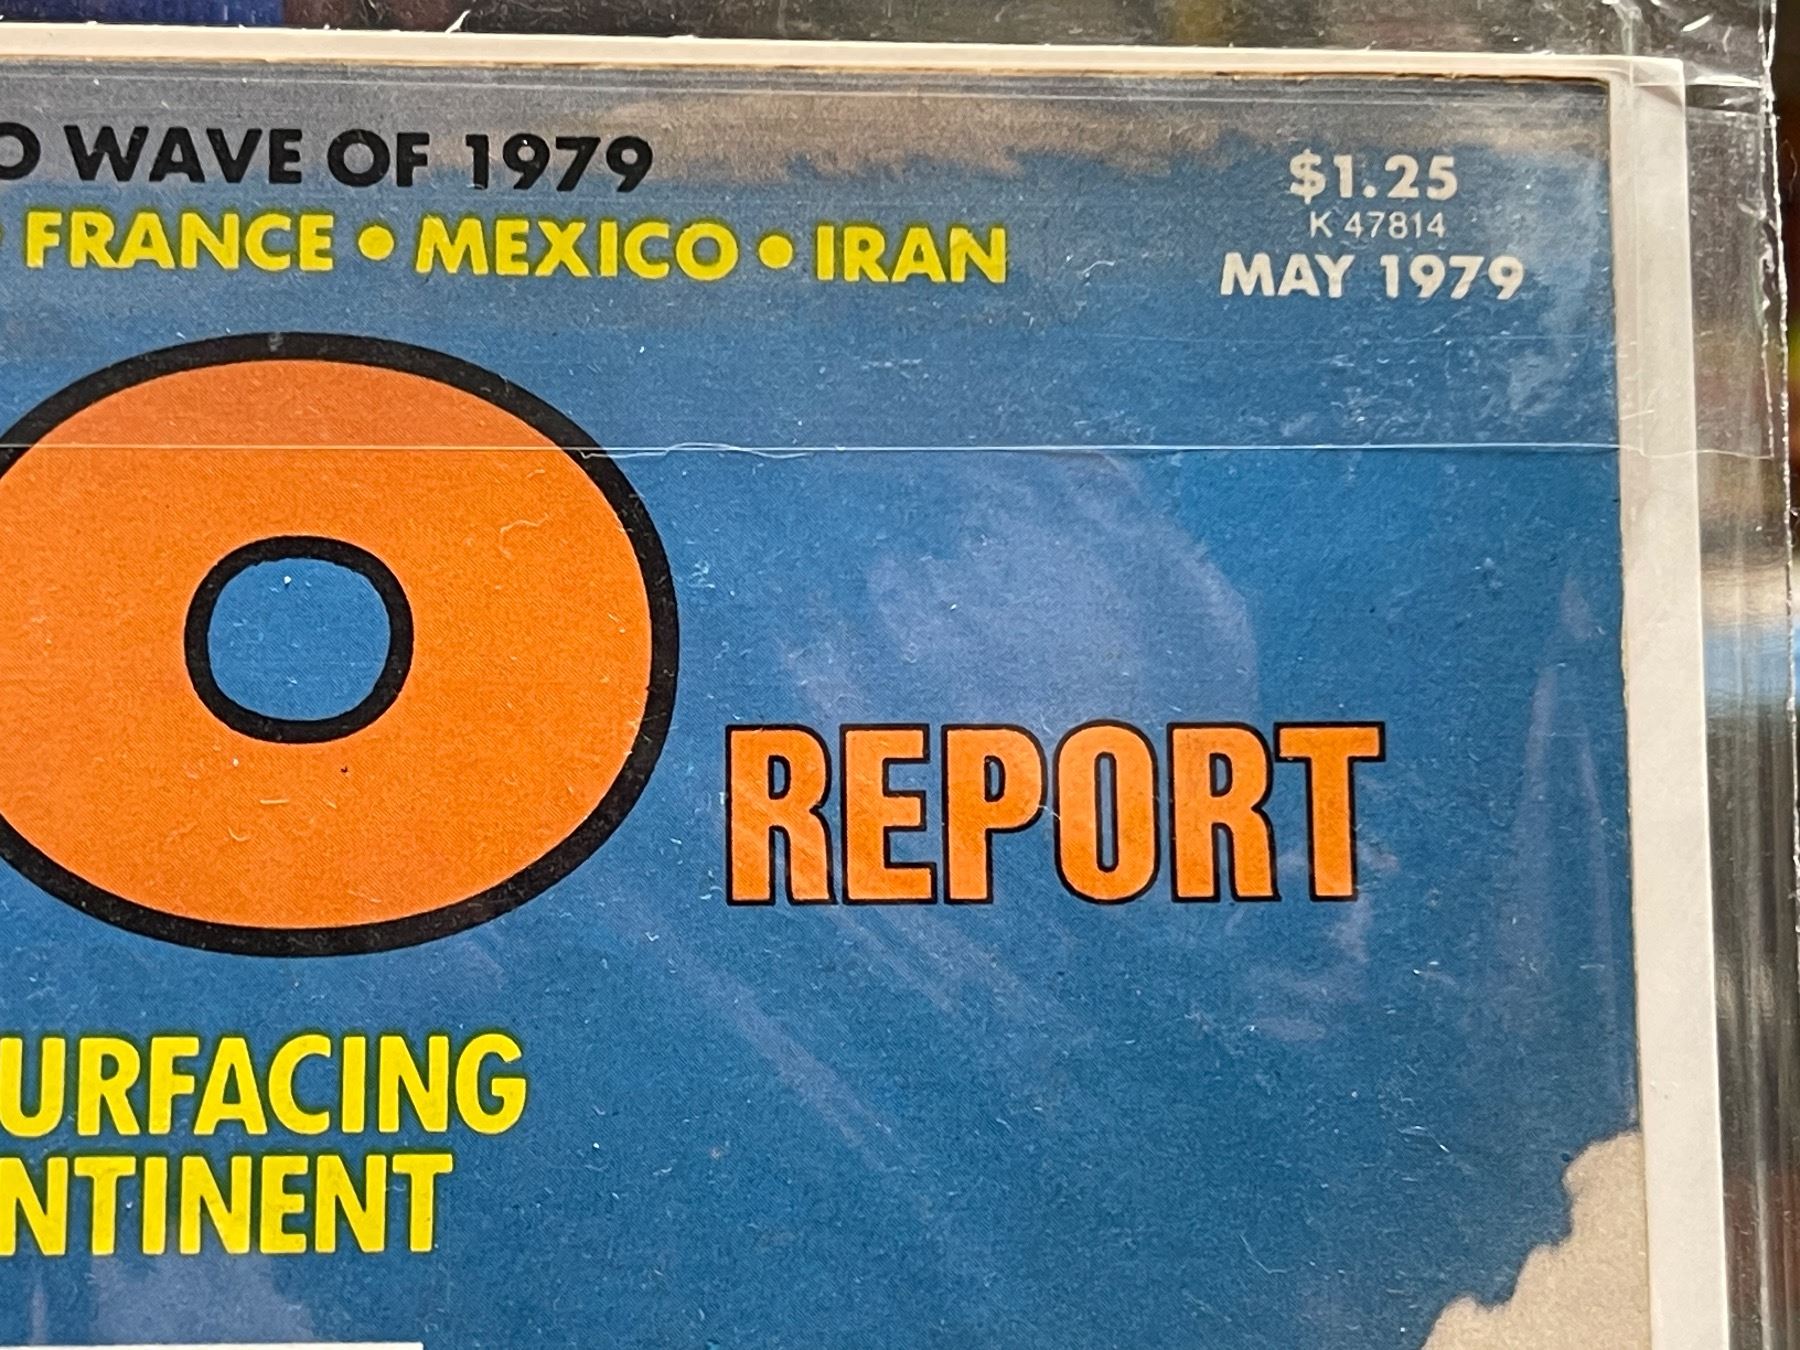 O WAVE OF 1979
FRANCE • MEXICO • IRAN
$1.25
K 47814
MAY 1979
O REPORT
URFACING
NTINENT